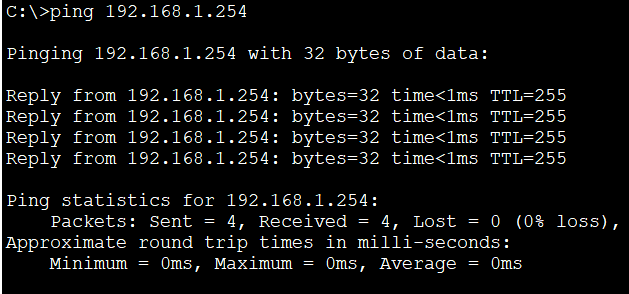 C:\>ping 192.168.1.254
Pinging 192.168.1.254 with 32 bytes of data:
Reply from 192.168.1.254: bytes=32 time<1ms TTL=255
Reply from 192.168.1.254: bytes=32 time<1ms TTL=255
Reply from 192.168.1.254: bytes=32 time<1ms TTL=255
Reply from 192.168.1.254: bytes=32 time<1ms TTL=255
Ping statistics for 192.168.1.254:
    Packets: Sent = 4, Received = 4, Lost = 0 (0% loss),
Approximate round trip times in milli-seconds:
    Minimum = 0ms, Maximum = 0ms, Average = 0ms